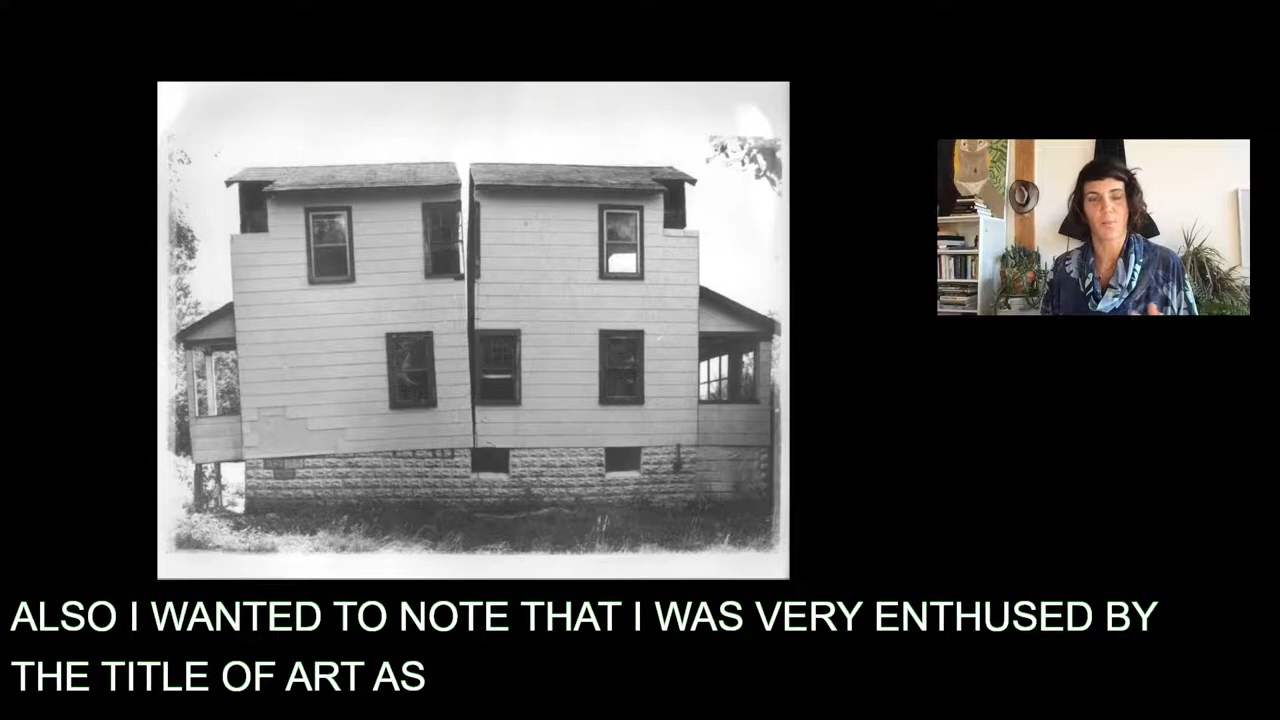 ALSO I WANTED TO NOTE THAT I WAS VERY ENTHUSED BY
THE TITLE OF ART AS